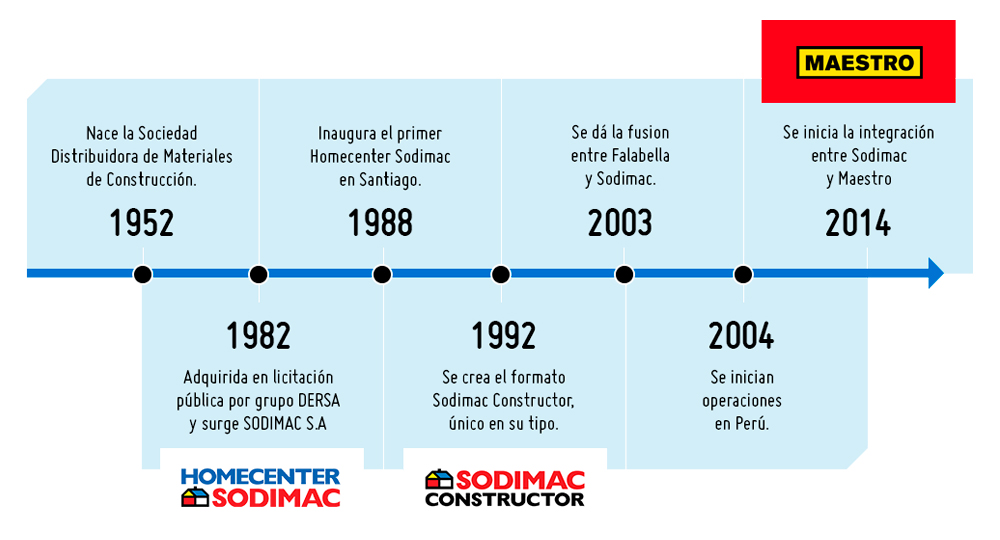 MAESTRO
Nace la Sociedad
Distribuidora de Materiales
de Construcción.
1952
Inaugura el primer
Homecenter Sodimac
en Santiago.
1988
Se dá la fusion
entre Falabella
y Sodimac.
2003
Se inicia la integración
entre Sodimac
y Maestro
2014
1982
Adquirida en licitación
pública por grupo DERSA
y surge SODIMAC S.A
HOMECENTER
SODIMAC
1992
Se crea el formato
Sodimac Constructor,
único en su tipo.
SODIMAC
CONSTRUCTOR
2004
Se inician
operaciones
en Perú.